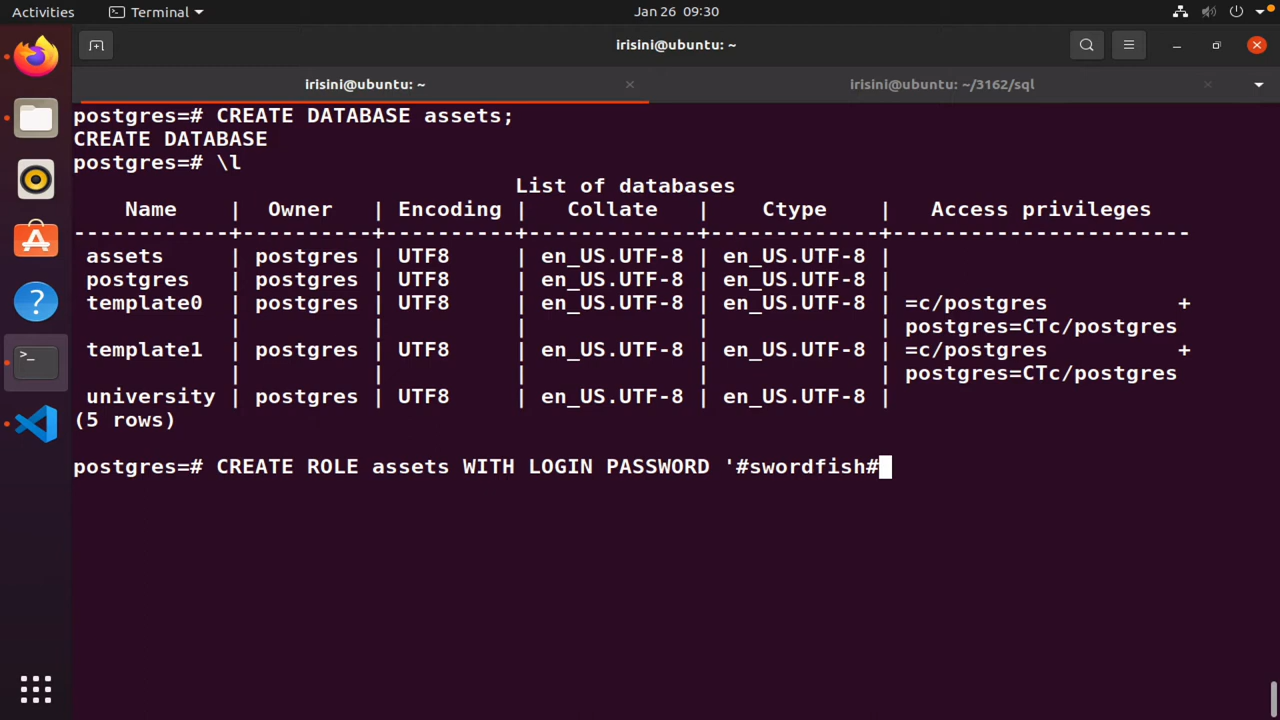 Activities
Terminal
Jan 26 09:30
irisini@ubuntu: ~
irisini@ubuntu: ~
irisini@ubuntu: ~/3162/sql
postgres=# CREATE DATABASE assets;
CREATE DATABASE
postgres=# \l
List of databases
Name | Owner | Encoding | Collate | Ctype | Access privileges
------------+----------+----------+-------------+-------------+-----------------------
assets | postgres | UTF8 | en_US.UTF-8 | en_US.UTF-8 |
postgres | postgres | UTF8 | en_US.UTF-8 | en_US.UTF-8 |
template0 | postgres | UTF8 | en_US.UTF-8 | en_US.UTF-8 | =c/postgres +
| | | | | postgres=CTc/postgres
template1 | postgres | UTF8 | en_US.UTF-8 | en_US.UTF-8 | =c/postgres +
| | | | | postgres=CTc/postgres
university | postgres | UTF8 | en_US.UTF-8 | en_US.UTF-8 |
(5 rows)
postgres=# CREATE ROLE assets WITH LOGIN PASSWORD '#swordfish#